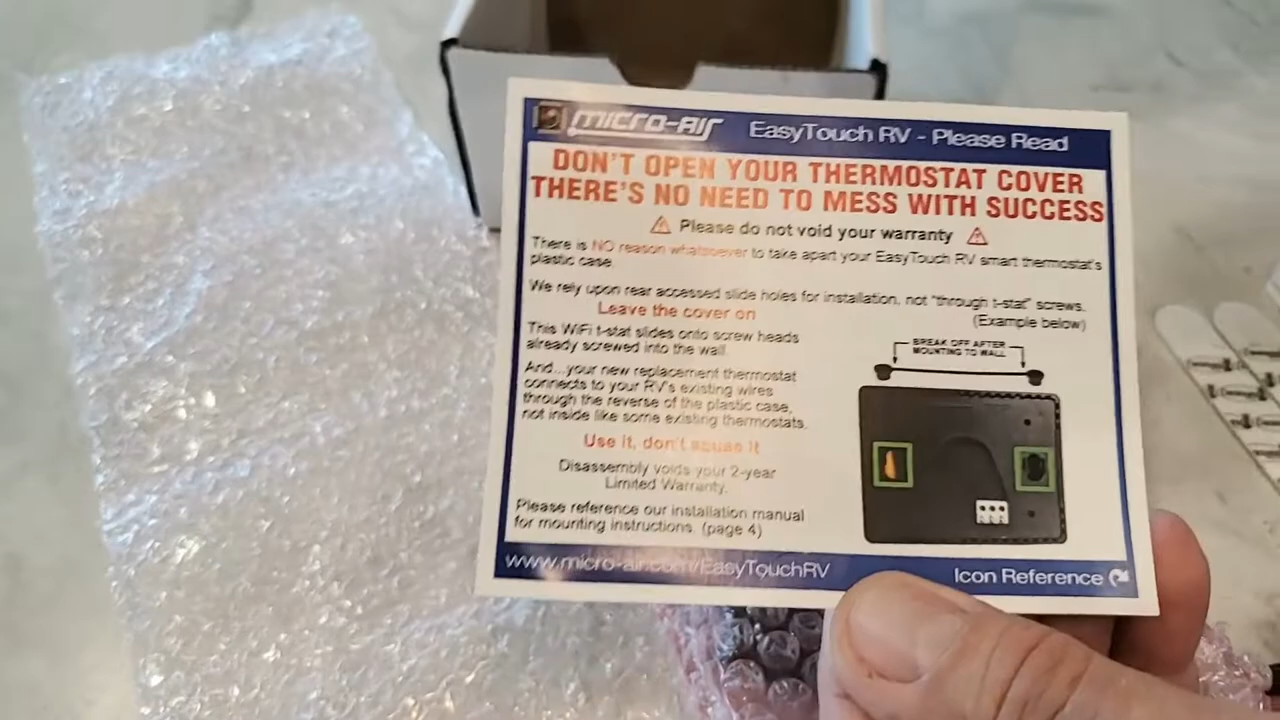 MICRO-AIR EasyTouch RV - Please Read
DON'T OPEN YOUR THERMOSTAT COVER
THERE'S NO NEED TO MESS WITH SUCCESS
Please do not void your warranty
There is NO reason whatsoever to take apart your EasyTouch RV smart thermostat's
plastic case.
We rely upon rear accessed slide holes for installation, not "through t-stat" screws.
Leave the cover on
(Example below)
This WiFi t-stat slides onto screw heads
already screwed into the wall.
And...your new replacement thermostat
connects to your RV's existing wires
through the reverse of the plastic case,
not inside like some existing thermostats.
Use it, don't abuse it
Disassembly voids your 2-year
Limited Warranty.
Please reference our installation manual
for mounting instructions. (page 4)
BREAK OFF AFTER
MOUNTING TO WALL
www.micro-air.com/EasyTouchRV
Icon Reference